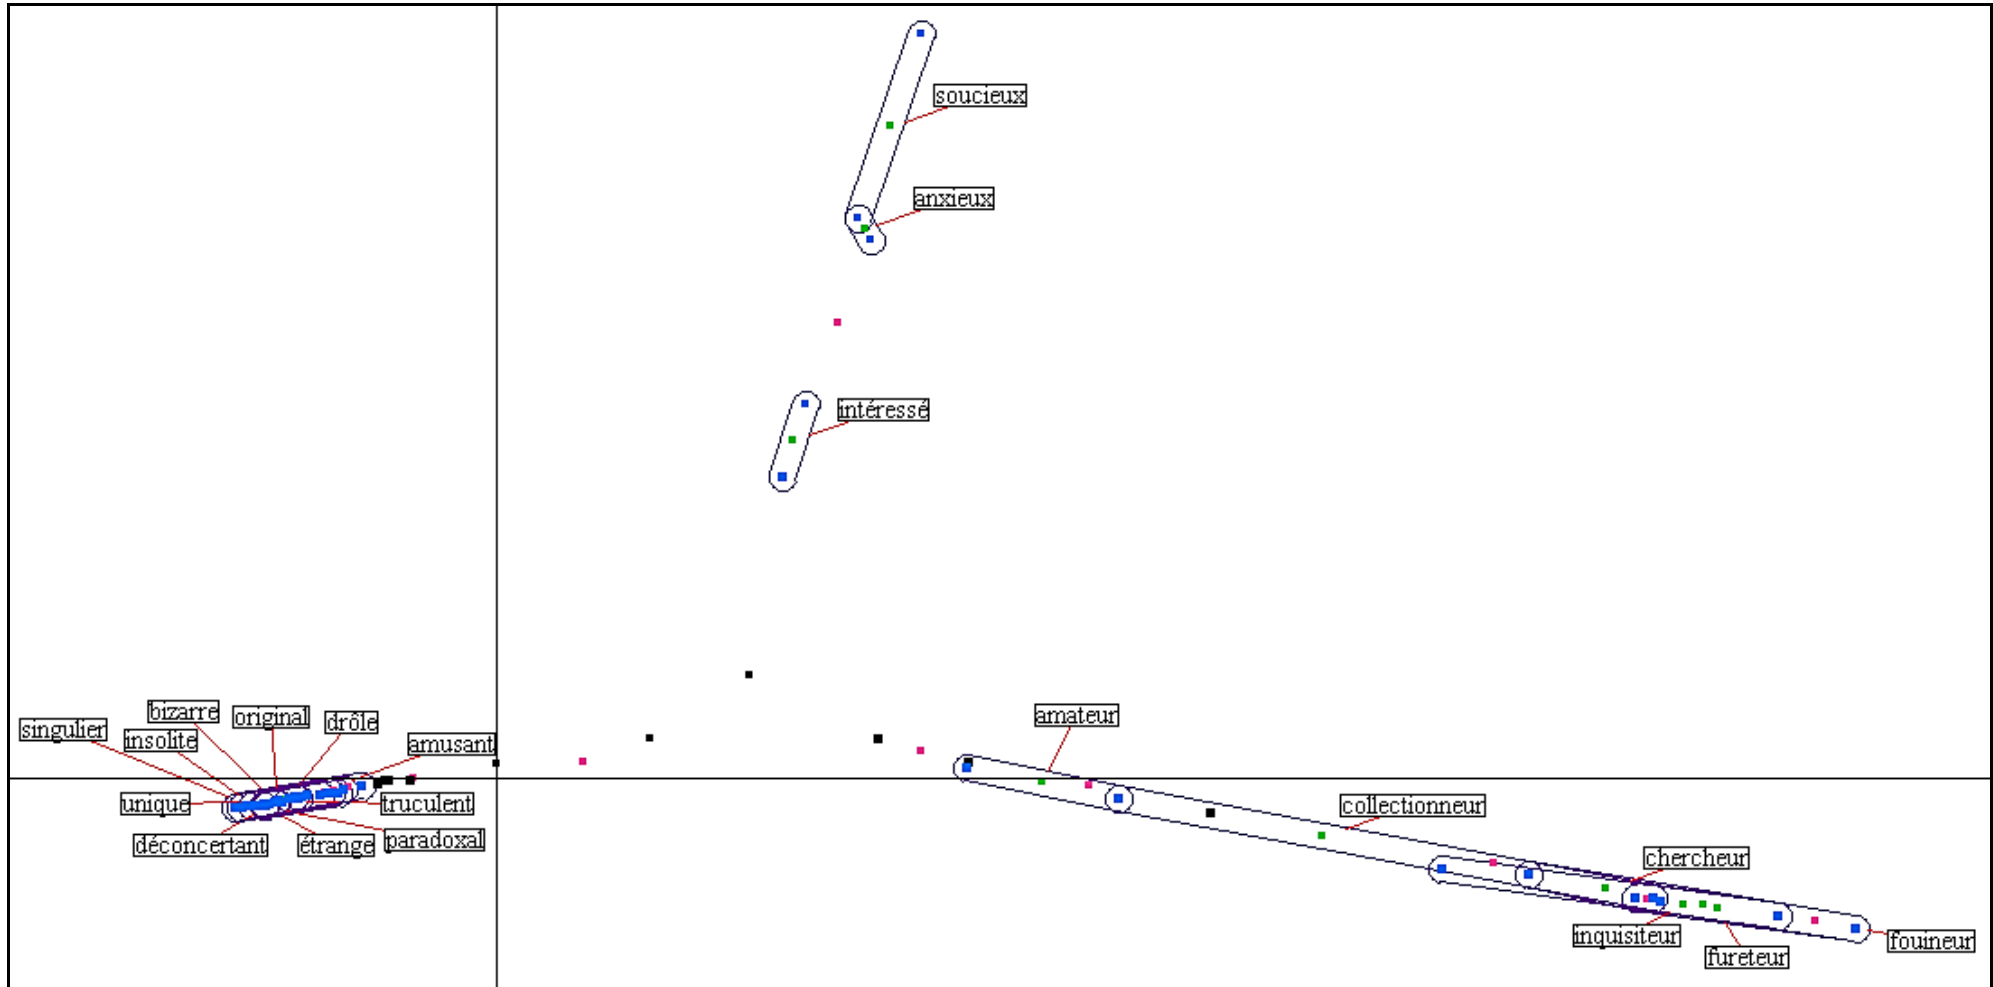 soucieux
anxieux
intéressé
bizarre
original
drôle
singulier
insolite
amusant
amateur
unique
truculent
collectionneur
déconcertant
étrange
paradoxal
chercheur
inquisiteur
fureteur
fouineur